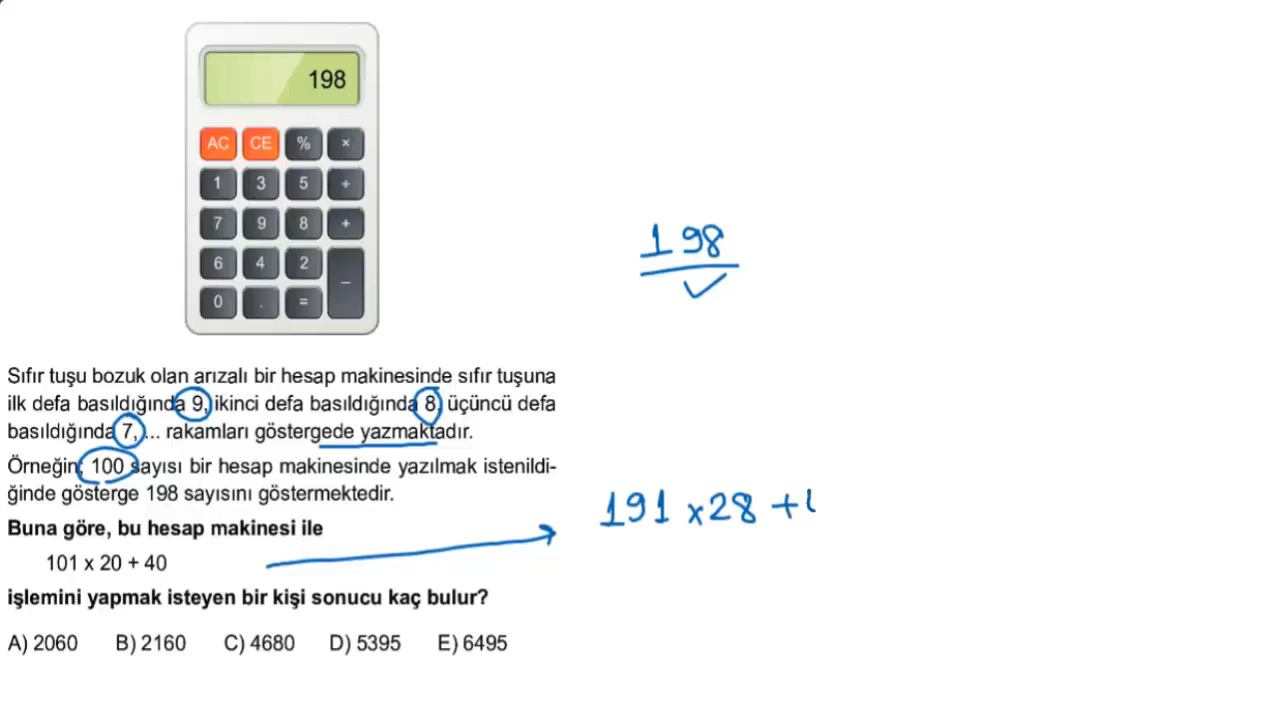 198
AC CE % ×
1 3 5 ÷
7 9 8 +
6 4 2 −
0 . =
198
Sıfır tuşu bozuk olan arızalı bir hesap makinesinde sıfır tuşuna
ilk defa basıldığında 9, ikinci defa basıldığında 8, üçüncü defa
basıldığında 7, ... rakamları göstergede yazmaktadır.
Örneğin; 100 sayısı bir hesap makinesinde yazılmak istenildi-
ğinde gösterge 198 sayısını göstermektedir.
Buna göre, bu hesap makinesi ile
101 x 20 + 40
191 x 28 +
işlemini yapmak isteyen bir kişi sonucu kaç bulur?
A) 2060 B) 2160 C) 4680 D) 5395 E) 6495